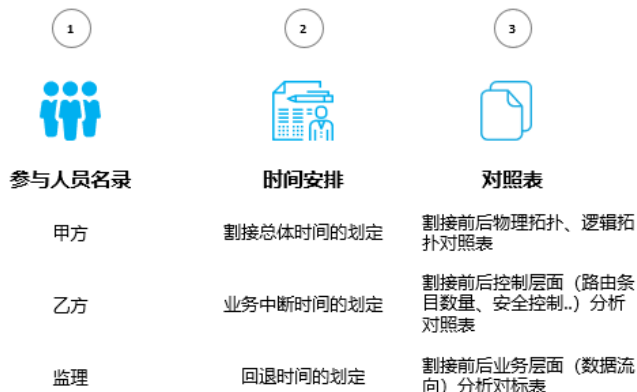 1
2
3
参与人员名录
时间安排
对照表
甲方
割接总体时间的划定
割接前后物理拓扑、逻辑拓
扑对照表
乙方
业务中断时间的划定
割接前后控制层面（路由条
目数量、安全控制..）分析
对照表
监理
回退时间的划定
割接前后业务层面（数据流
向）分析对标表